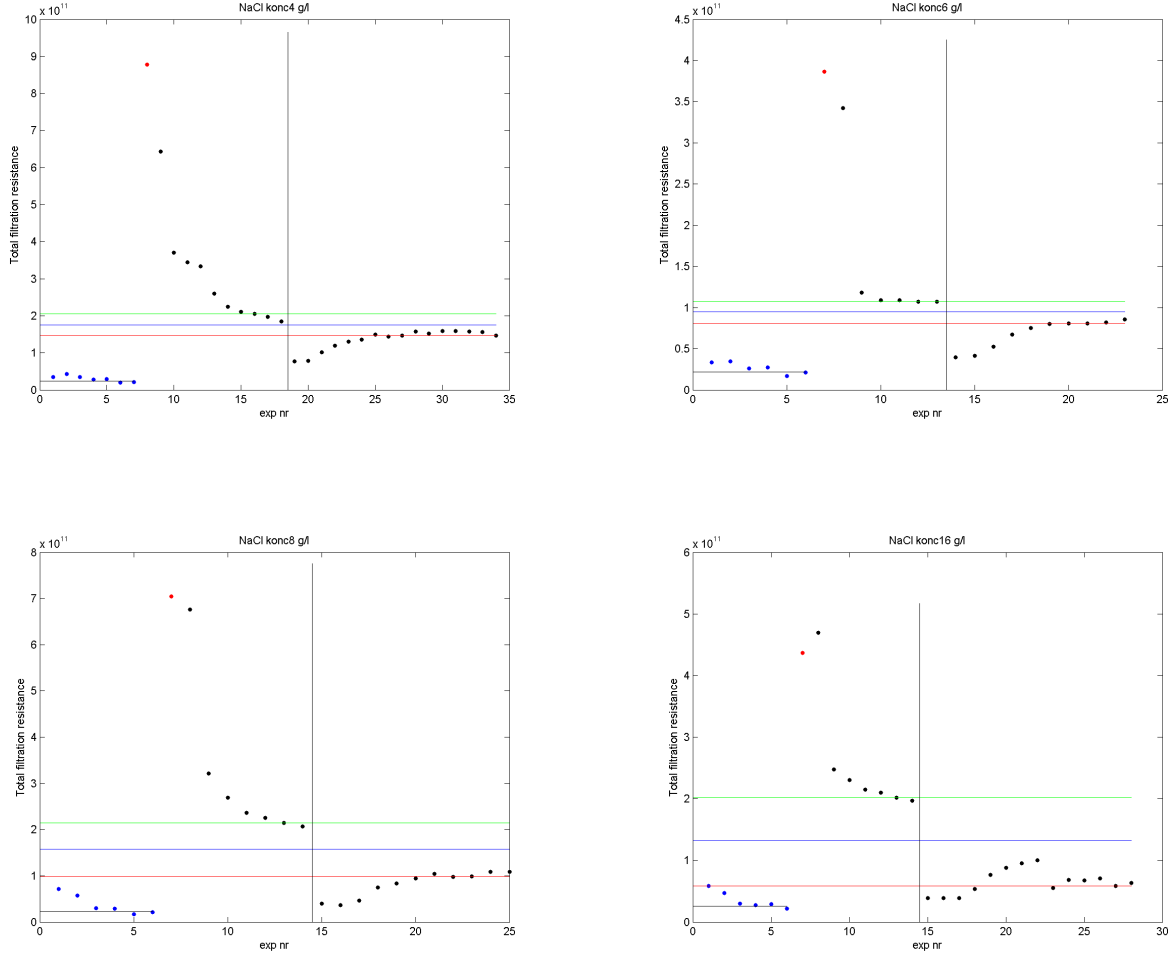 NaCl konc4 g/l
x 10^11
10
9
8
7
6
5
4
3
2
1
0
0 5 10 15 20 25 30 35
Total filtration resistance
exp nr
NaCl konc6 g/l
x 10^11
4.5
4
3.5
3
2.5
2
1.5
1
0.5
0
0 5 10 15 20 25
Total filtration resistance
exp nr
NaCl konc8 g/l
x 10^11
8
7
6
5
4
3
2
1
0
0 5 10 15 20 25
Total filtration resistance
exp nr
NaCl konc16 g/l
x 10^11
6
5
4
3
2
1
0
0 5 10 15 20 25 30
Total filtration resistance
exp nr